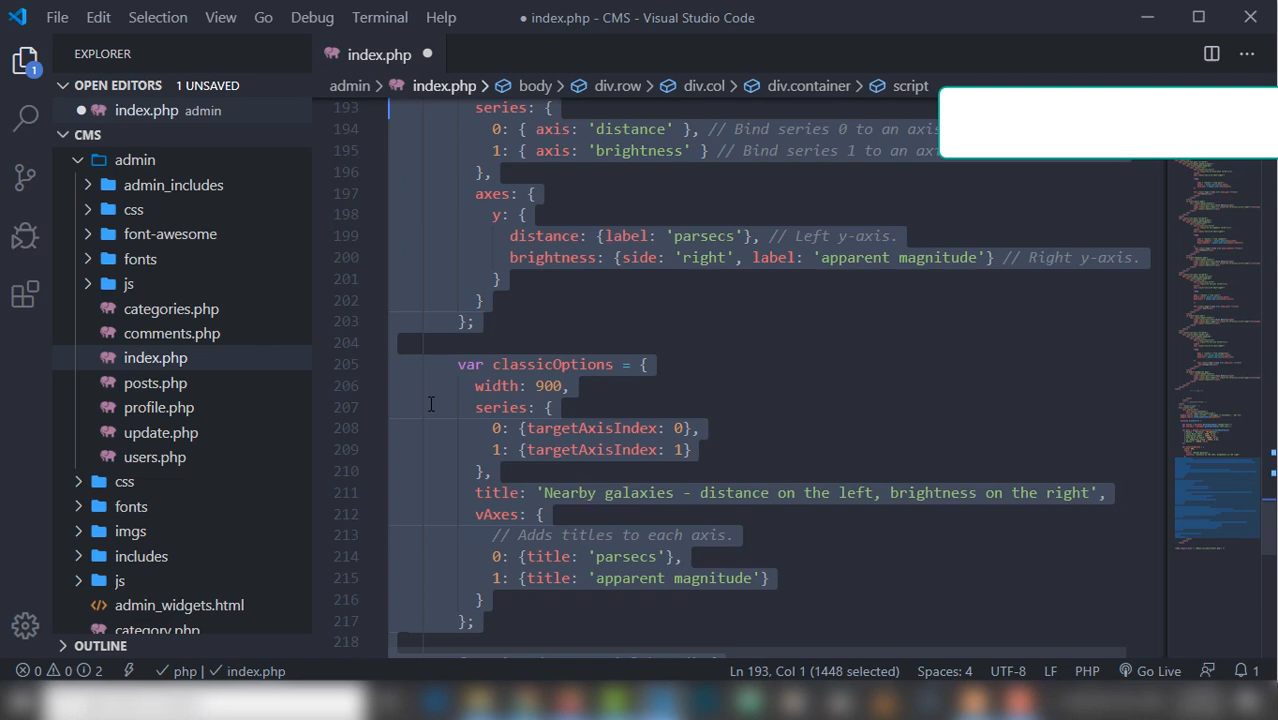 File Edit Selection View Go Debug Terminal Help ● index.php - CMS - Visual Studio Code
EXPLORER
index.php ●
OPEN EDITORS 1 UNSAVED
admin > index.php > body > div.row > div.col > div.container > script
● index.php admin
CMS
admin
admin_includes
css
font-awesome
fonts
js
categories.php
comments.php
index.php
posts.php
profile.php
update.php
users.php
css
fonts
imgs
includes
js
admin_widgets.html
category.php
OUTLINE
1
193 series: {
194 0: { axis: 'distance' }, // Bind series 0 to an axis
195 1: { axis: 'brightness' } // Bind series 1 to an
196 },
197 axes: {
198 y: {
199 distance: {label: 'parsecs'}, // Left y-axis.
200 brightness: {side: 'right', label: 'apparent magnitude'} // Right y-axis.
201 }
202 }
203 };
204
205 var classicOptions = {
206 width: 900,
207 series: {
208 0: {targetAxisIndex: 0},
209 1: {targetAxisIndex: 1}
210 },
211 title: 'Nearby galaxies - distance on the left, brightness on the right',
212 vAxes: {
213 // Adds titles to each axis.
214 0: {title: 'parsecs'},
215 1: {title: 'apparent magnitude'}
216 }
217 };
218
0 0 2 php | index.php Ln 193, Col 1 (1448 selected) Spaces: 4 UTF-8 LF PHP Go Live 1